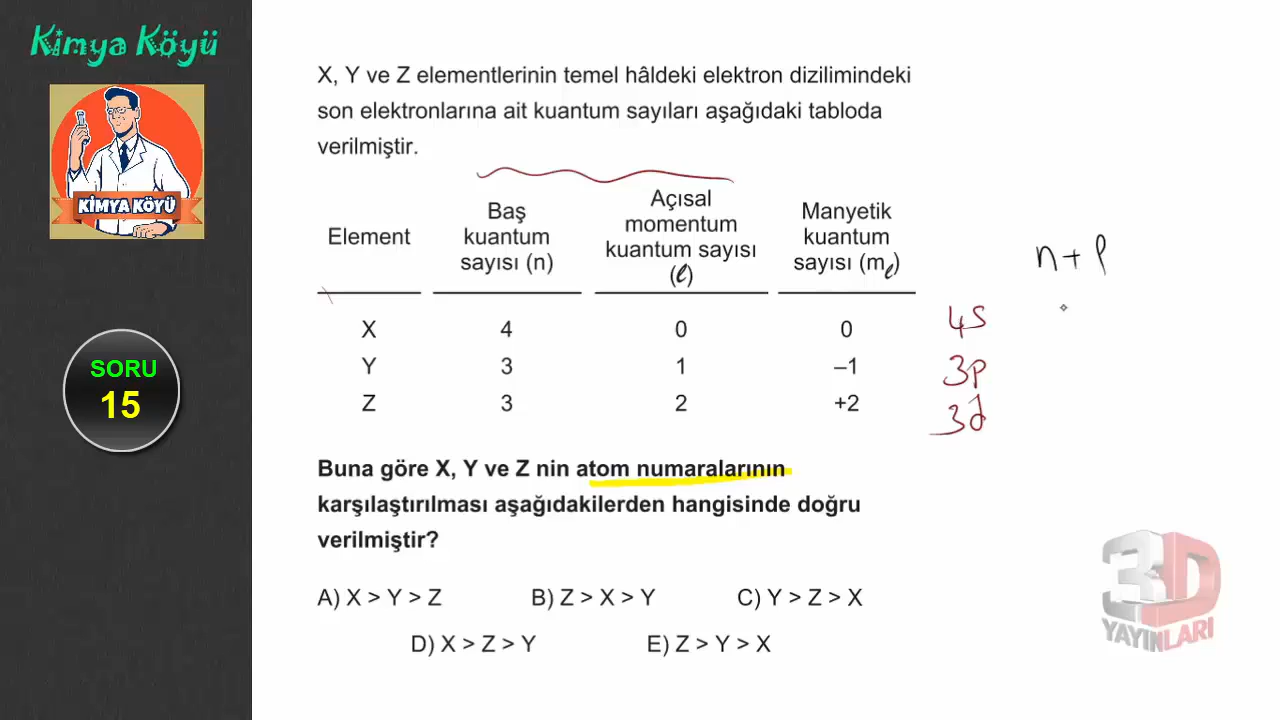 Kimya Köyü
KİMYA KÖYÜ
SORU
15
X, Y ve Z elementlerinin temel hâldeki elektron dizilimindeki
son elektronlarına ait kuantum sayıları aşağıdaki tabloda
verilmiştir.
Element Baş kuantum sayısı (n) Açısal momentum kuantum sayısı (ℓ) Manyetik kuantum sayısı (mℓ)
n + l
X 4 0 0 4s
Y 3 1 –1 3p
Z 3 2 +2 3d
Buna göre X, Y ve Z nin atom numaralarının
karşılaştırılması aşağıdakilerden hangisinde doğru
verilmiştir?
A) X > Y > Z B) Z > X > Y C) Y > Z > X
D) X > Z > Y E) Z > Y > X
3D
YAYINLARI